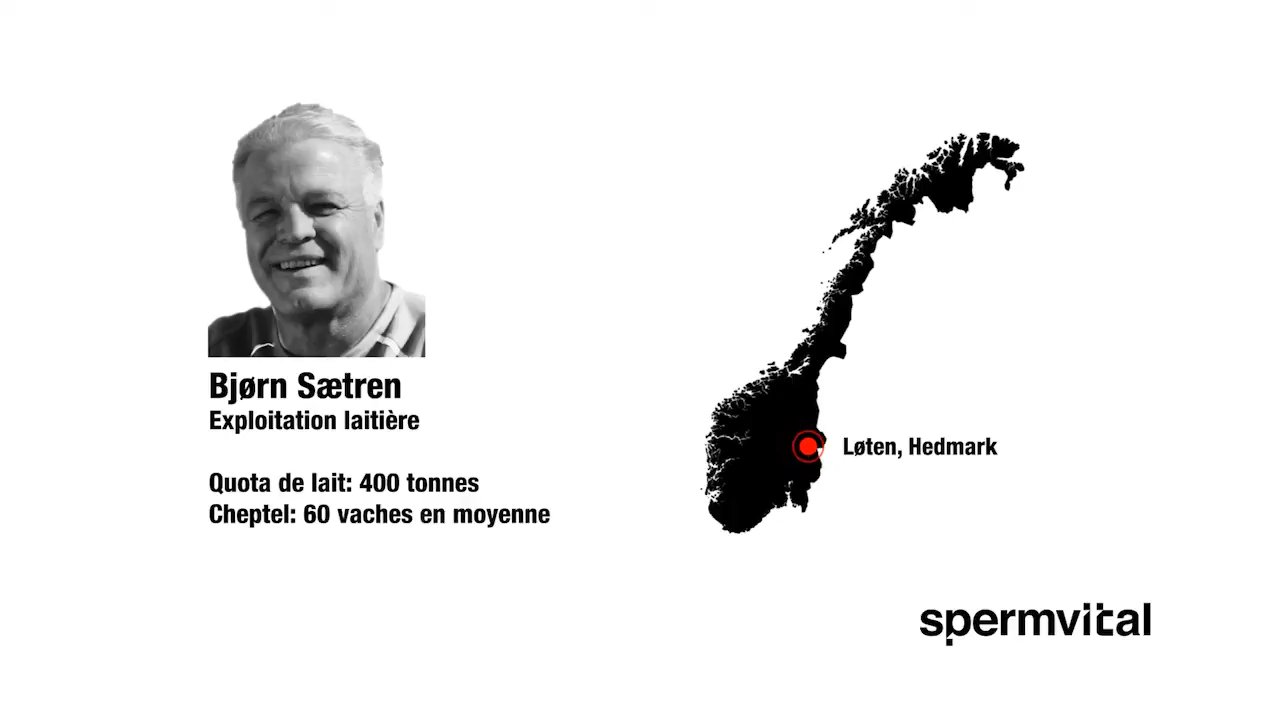 Bjørn Sætren
Exploitation laitière
Quota de lait: 400 tonnes
Cheptel: 60 vaches en moyenne
Løten, Hedmark
spermvital